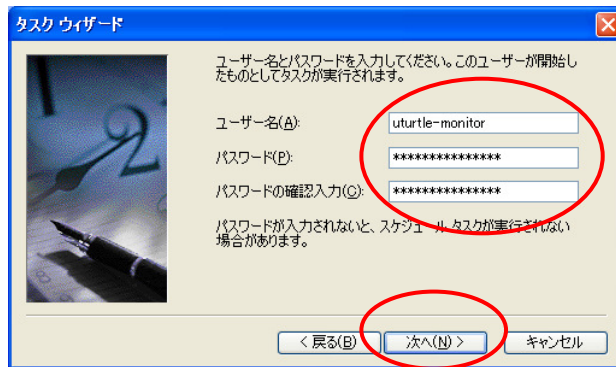 タスク ウィザード
ユーザー名とパスワードを入力してください。このユーザーが開始し
たものとしてタスクが実行されます。
ユーザー名(A):
uturtle-monitor
パスワード(P):
***************
パスワードの確認入力(C):
***************
パスワードが入力されないと、スケジュール タスクが実行されない
場合があります。
< 戻る(B)
次へ(N) >
キャンセル